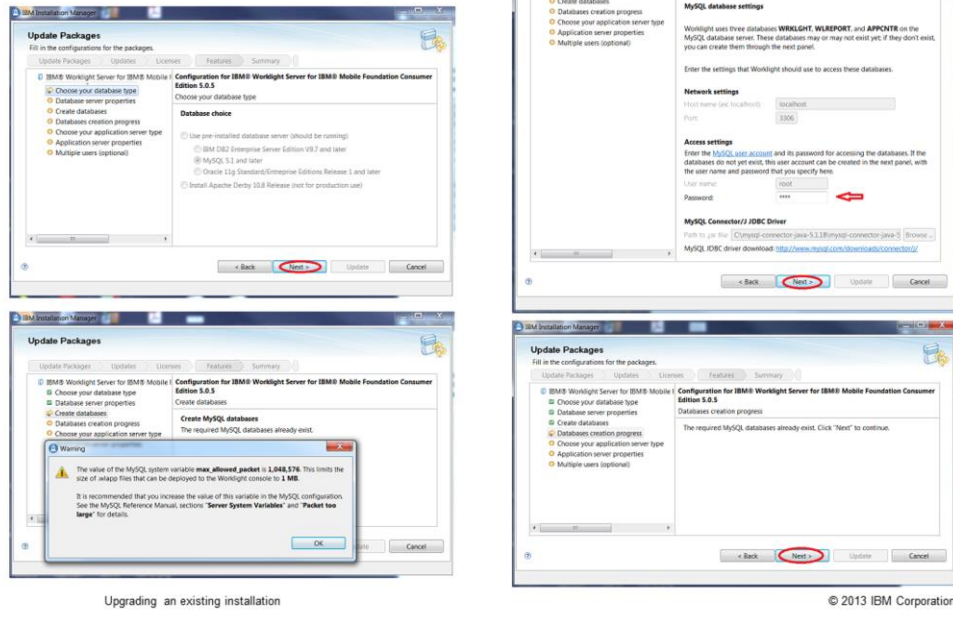 IBM Installation Manager
Update Packages
Fill in the configurations for the packages.
Update Packages Updates Licenses Features Summary
IBM® Worklight Server for IBM® Mobile
Choose your database type
Database server properties
Create databases
Databases creation progress
Choose your application server type
Application server properties
Multiple users (optional)
Configuration for IBM® Worklight Server for IBM® Mobile Foundation Consumer
Edition 5.0.5
Choose your database type
Database choice
Use pre-installed database server (should be running)
IBM DB2 Enterprise Server Edition V9.7 and later
MySQL 5.1 and later
Oracle 11g Standard/Entreprise Editions Release 1 and later
Install Apache Derby 10.8 Release (not for production use)
< Back Next > Update Cancel
Create databases
Databases creation progress
Choose your application server type
Application server properties
Multiple users (optional)
MySQL database settings
Worklight uses three databases WRKLGHT, WLREPORT, and APPCNTR on the
MySQL database server. These databases may or may not exist yet; if they don't exist,
you can create them through the next panel.
Enter the settings that Worklight should use to access these databases.
Network settings
Host name (ex: localhost): localhost
Port: 3306
Access settings
Enter the MySQL user account and its password for accessing the databases. If the
databases do not yet exist, this user account can be created in the next panel, with
the user name and password that you specify here.
User name: root
Password: ****
MySQL Connector/J JDBC Driver
Path to jar file: C:\mysql-connector-java-5.1.18\mysql-connector-java-5 Browse...
MySQL JDBC driver download: http://www.mysql.com/downloads/connector/j/
< Back Next > Update Cancel
IBM Installation Manager
Update Packages
Update Packages Updates Licenses Features Summary
IBM® Worklight Server for IBM® Mobile
Choose your database type
Database server properties
Create databases
Databases creation progress
Choose your application server type
Configuration for IBM® Worklight Server for IBM® Mobile Foundation Consumer
Edition 5.0.5
Create databases
Create MySQL databases
The required MySQL databases already exist.
Warning
The value of the MySQL system variable max_allowed_packet is 1,048,576. This limits the
size of .wlapp files that can be deployed to the Worklight console to 1 MB.
It is recommended that you increase the value of this variable in the MySQL configuration.
See the MySQL Reference Manual, sections "Server System Variables" and "Packet too
large" for details.
OK
Cancel
IBM Installation Manager
Update Packages
Fill in the configurations for the packages.
Update Packages Updates Licenses Features Summary
IBM® Worklight Server for IBM® Mobile
Choose your database type
Database server properties
Create databases
Databases creation progress
Choose your application server type
Application server properties
Multiple users (optional)
Configuration for IBM® Worklight Server for IBM® Mobile Foundation Consumer
Edition 5.0.5
Databases creation progress
The required MySQL databases already exist. Click "Next" to continue.
< Back Next > Update Cancel
Upgrading an existing installation
© 2013 IBM Corporation